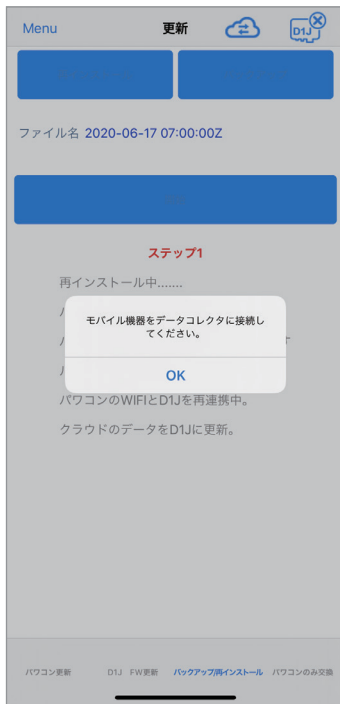 Menu
更新
D1J
ファイル名 2020-06-17 07:00:00Z
ステップ1
再インストール中.......
モバイル機器をデータコレクタに接続し
てください。
OK
パワコンのWIFIとD1Jを再連携中。
クラウドのデータをD1Jに更新。
パワコン更新
D1J FW更新
バックアップ/再インストール
パワコンのみ交換